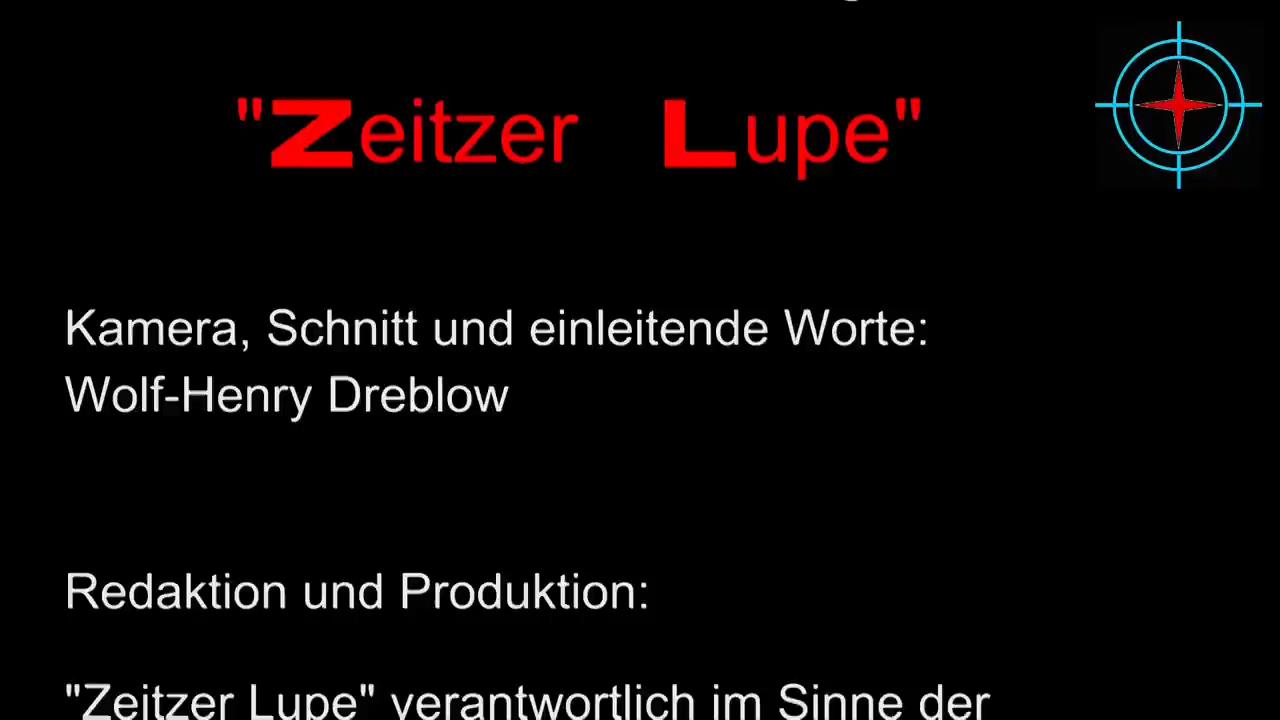 "Zeitzer Lupe"
Kamera, Schnitt und einleitende Worte:
Wolf-Henry Dreblow
Redaktion und Produktion:
"Zeitzer Lupe" verantwortlich im Sinne der